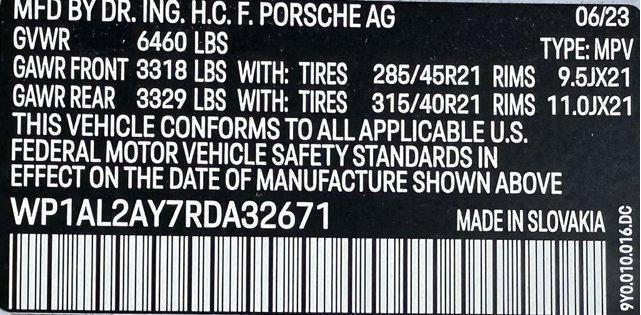 MFD BY DR. ING. H.C. F. PORSCHE AG 06/23
GVWR 6460 LBS TYPE: MPV
GAWR FRONT 3318 LBS WITH: TIRES 285/45R21 RIMS 9.5JX21
GAWR REAR 3329 LBS WITH: TIRES 315/40R21 RIMS 11.0JX21
THIS VEHICLE CONFORMS TO ALL APPLICABLE U.S.
FEDERAL MOTOR VEHICLE SAFETY STANDARDS IN
EFFECT ON THE DATE OF MANUFACTURE SHOWN ABOVE
WP1AL2AY7RDA32671 MADE IN SLOVAKIA
9Y0.010.016.DC